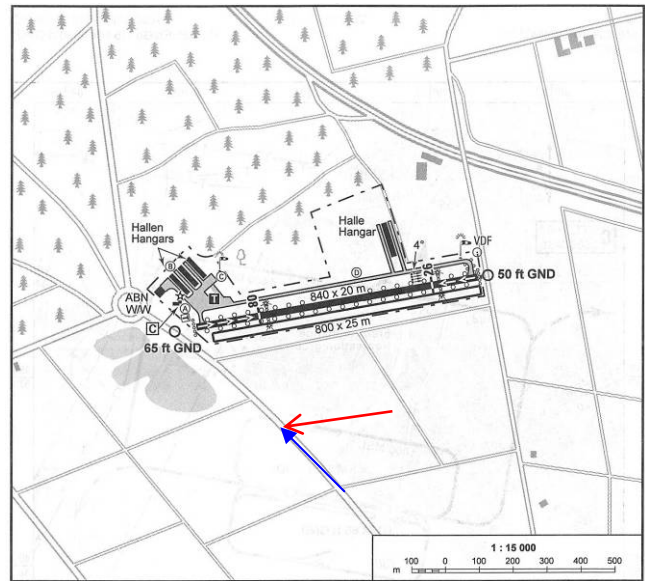 Hallen
Hangars
Halle
Hangar
4°
VDF
B
C
T
D
26
50 ft GND
08
840 x 20 m
ABN
W/W
A
C
65 ft GND
800 x 25 m
1 : 15 000
m 100 0 100 200 300 400 500